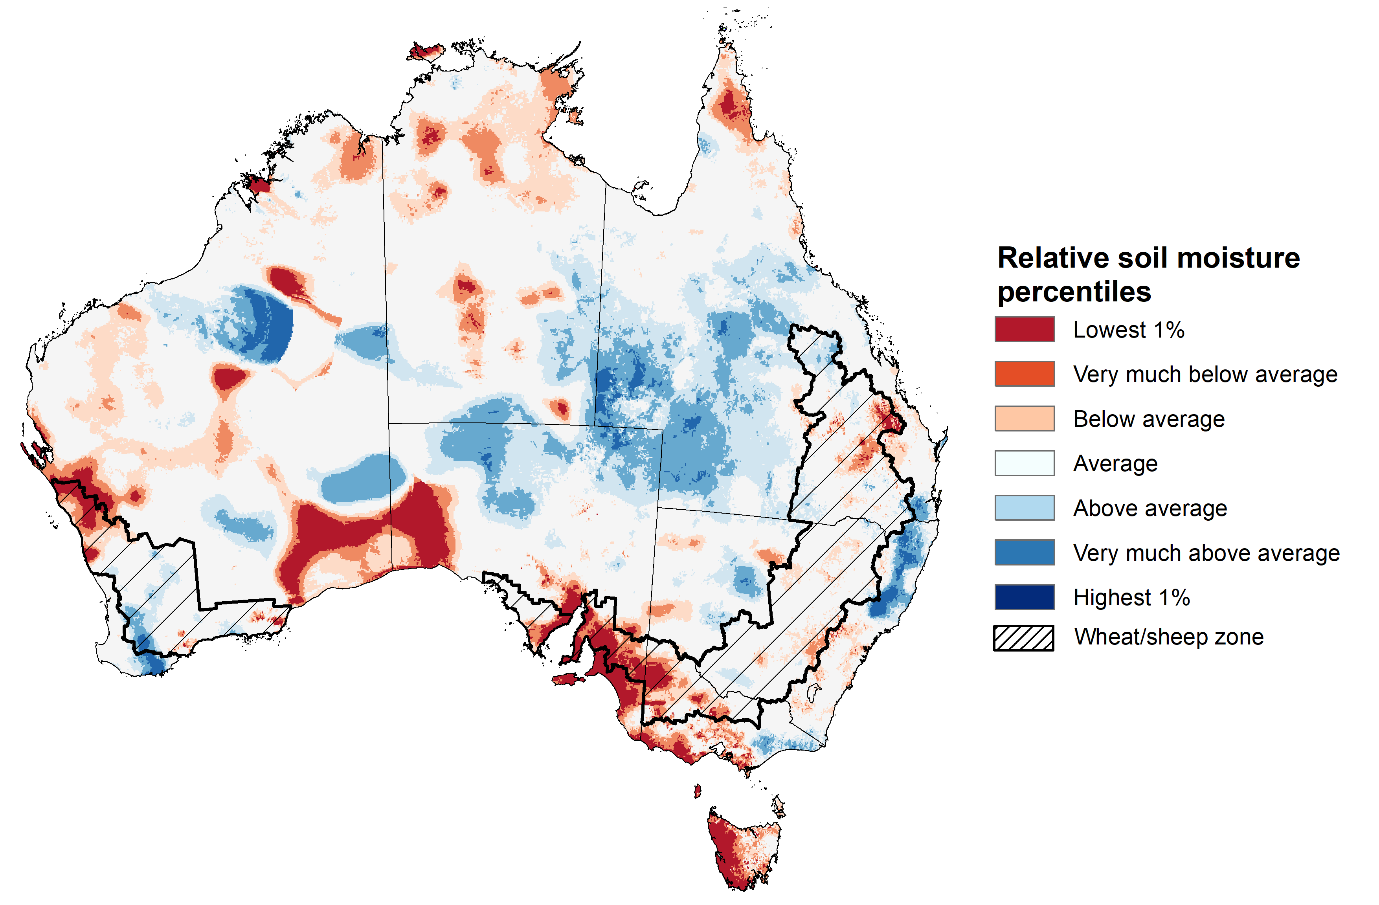 Relative soil moisture
percentiles
Lowest 1%
Very much below average
Below average
Average
Above average
Very much above average
Highest 1%
Wheat/sheep zone